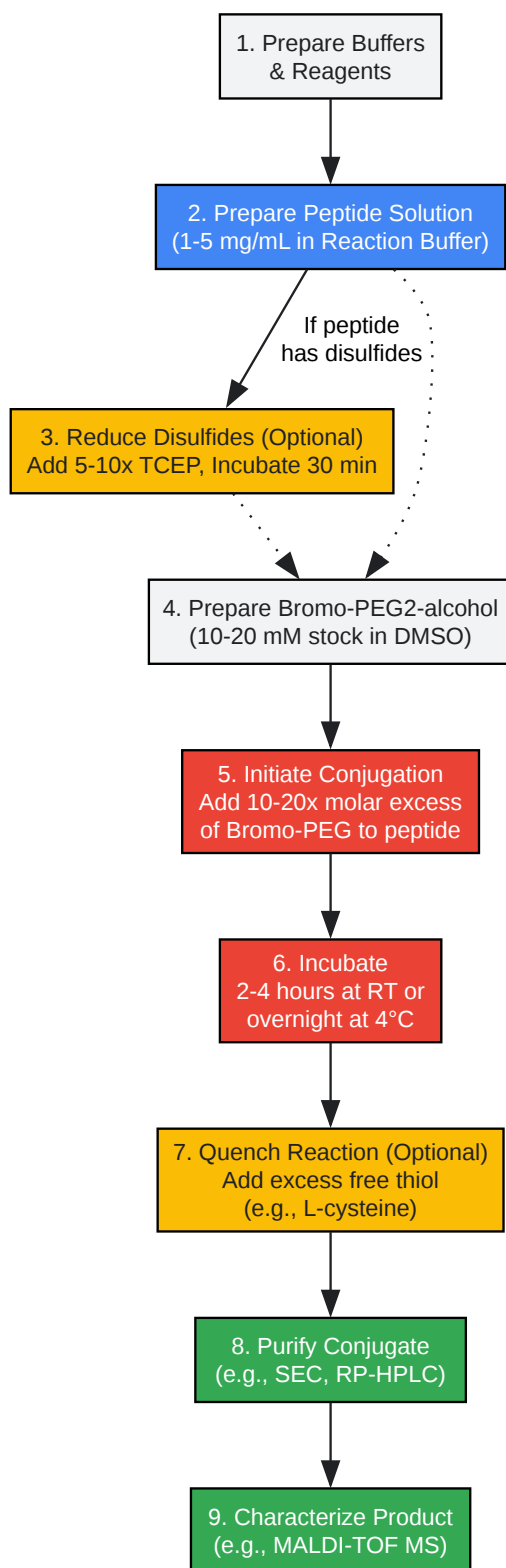 1. Prepare Buffers
& Reagents
2. Prepare Peptide Solution
(1-5 mg/mL in Reaction Buffer)
If peptide
has disulfides
3. Reduce Disulfides (Optional)
Add 5-10x TCEP, Incubate 30 min
4. Prepare Bromo-PEG2-alcohol
(10-20 mM stock in DMSO)
5. Initiate Conjugation
Add 10-20x molar excess
of Bromo-PEG to peptide
6. Incubate
2-4 hours at RT or
overnight at 4°C
7. Quench Reaction (Optional)
Add excess free thiol
(e.g., L-cysteine)
8. Purify Conjugate
(e.g., SEC, RP-HPLC)
9. Characterize Product
(e.g., MALDI-TOF MS)